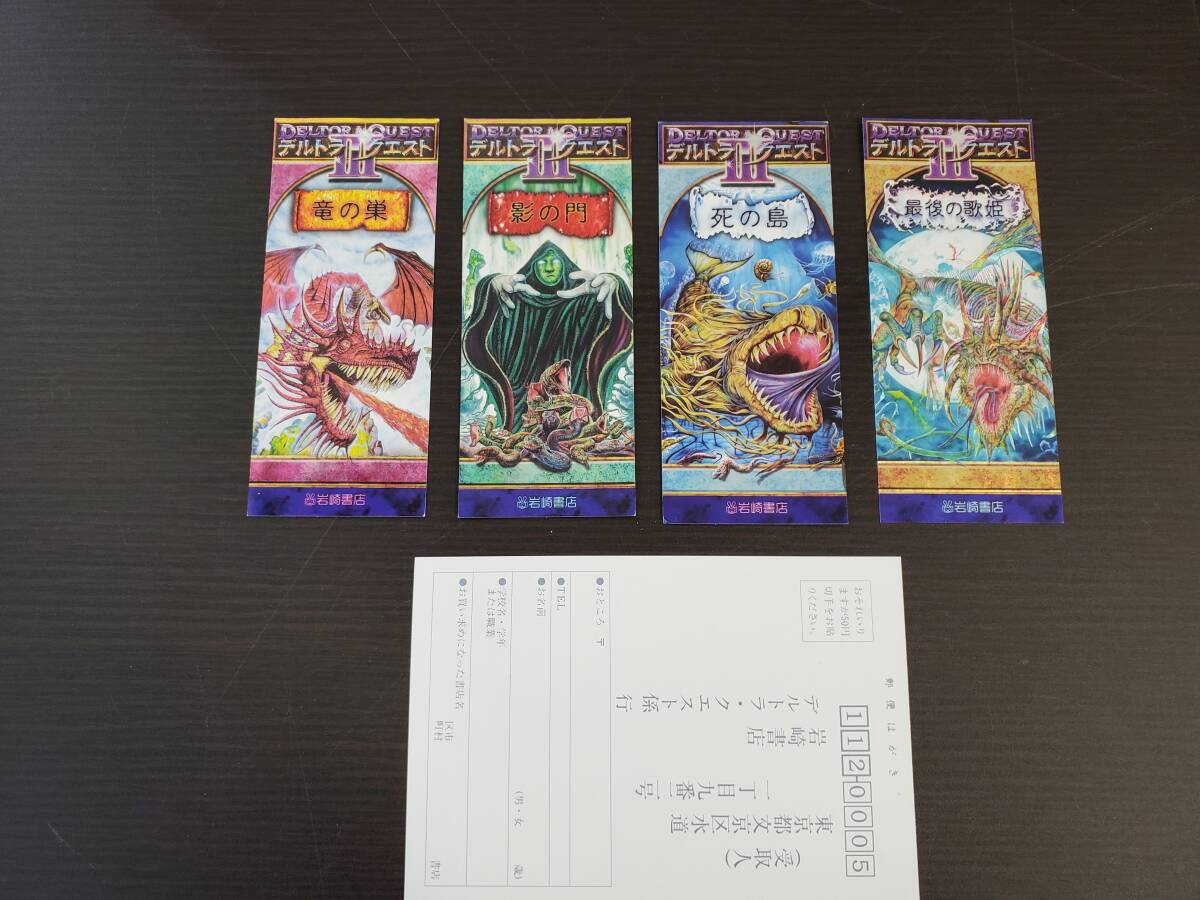 DELTORA QUEST
デルトラクエスト
III
竜の巣
岩崎書店
DELTORA QUEST
デルトラクエスト
III
影の門
岩崎書店
DELTORA QUEST
デルトラクエスト
III
死の島
岩崎書店
DELTORA QUEST
デルトラクエスト
III
最後の歌姫
岩崎書店
郵便はがき
112-0005
おそれいり
ますが50円
切手をお貼
りください。
(受取人)
東京都文京区水道
一丁目九番二号
岩崎書店
デルトラ・クエスト係行
●おところ 〒
●TEL
●お名前 (男・女 歳)
●学校名・学年
または職業
●お買い求めになった書店名
区市
町村
書店